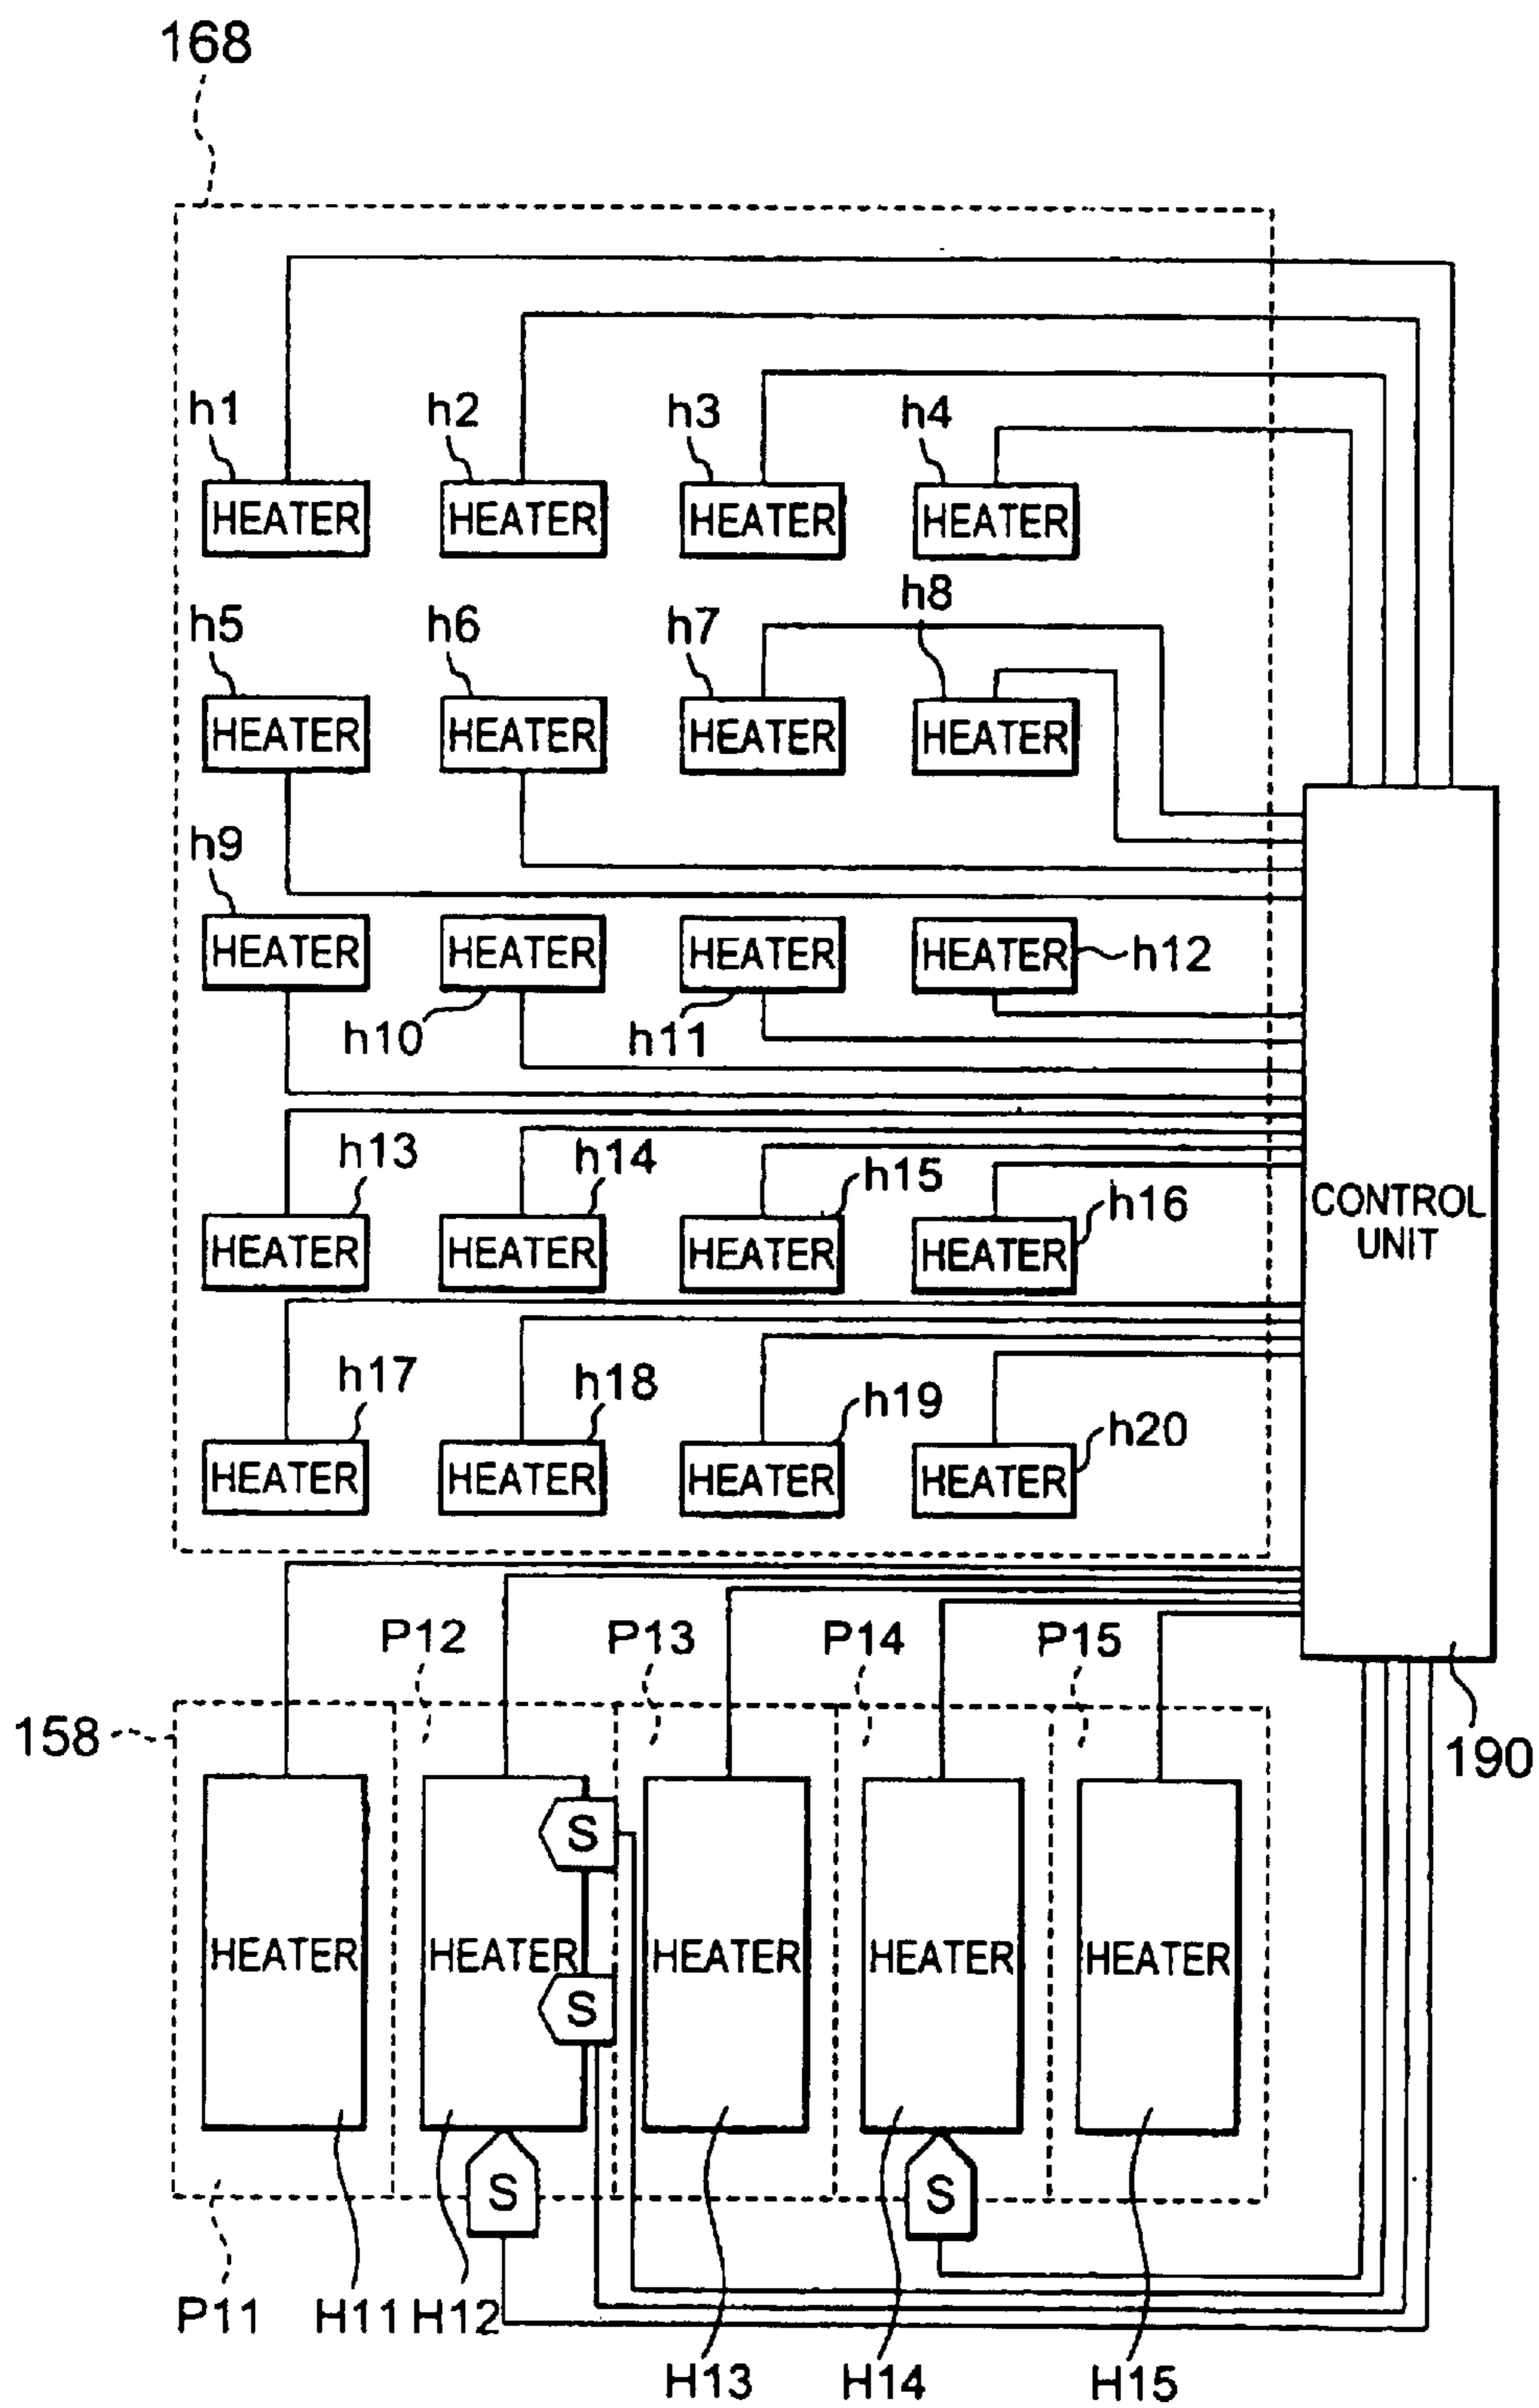 168
h1
h2
h3
h4
HEATER
HEATER
HEATER
HEATER
h5
h6
h7
h8
HEATER
HEATER
HEATER
HEATER
h9
HEATER
HEATER
HEATER
HEATER
h12
h10
h11
h13
h14
h15
h16
HEATER
HEATER
HEATER
HEATER
CONTROL
UNIT
h17
h18
h19
h20
HEATER
HEATER
HEATER
HEATER
P12
P13
P14
P15
158
190
S
HEATER
HEATER
HEATER
HEATER
HEATER
S
S
S
P11
H11
H12
H13
H14
H15